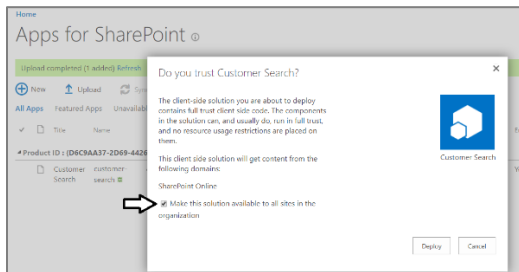 Home
Apps for SharePoint
Upload completed (1 added) Refresh
New Upload Sync
All Apps Featured Apps Unavailable
Title Name
Product ID : {D6C9AA37-2D69-4426
Customer Search customer-search
Do you trust Customer Search?
The client-side solution you are about to deploy
contains full trust client side code. The components
in the solution can, and usually do, run in full trust,
and no resource usage restrictions are placed on
them.
This client side solution will get content from the
following domains:
SharePoint Online
Make this solution available to all sites in the
organization
Customer Search
Deploy Cancel